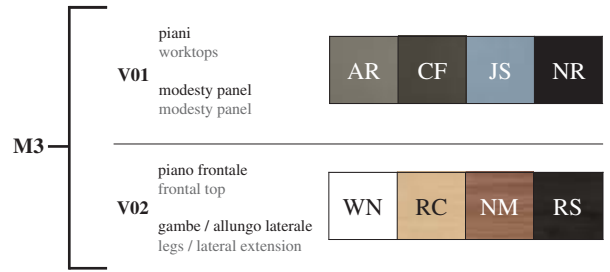 M3
V01
piani
worktops
modesty panel
modesty panel
AR CF JS NR
V02
piano frontale
frontal top
gambe / allungo laterale
legs / lateral extension
WN RC NM RS